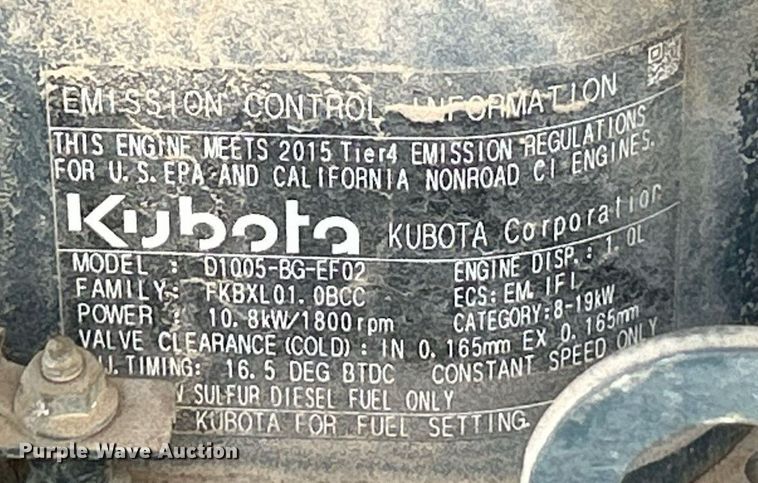 EMISSION CONTROL INFORMATION
THIS ENGINE MEETS 2015 Tier4 EMISSION REGULATIONS
FOR U.S.EPA AND CALIFORNIA NONROAD CI ENGINES.
Kubota KUBOTA Corporation
MODEL : D1005-BG-EF02 ENGINE DISP.: 1.0L
FAMILY: FKBXL01.0BCC ECS: EM,IFI,
POWER : 10.8kW/1800rpm CATEGORY:8-19kW
VALVE CLEARANCE(COLD): IN 0.165mm EX 0.165mm
TIMING: 16.5 DEG BTDC CONSTANT SPEED ONLY
SULFUR DIESEL FUEL ONLY
KUBOTA FOR FUEL SETTING.
Purple Wave Auction